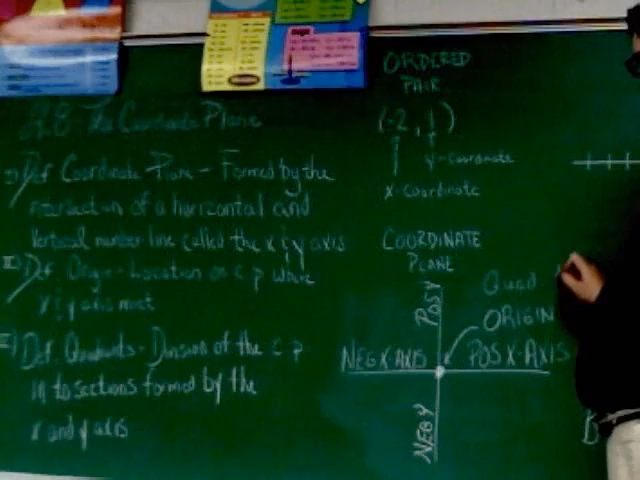 2.8 The Coordinate Plane
I) Def Coordinate Plane - Formed by the
intersection of a horizontal and
Vertical number line called the x & y axis
II) Def Origin - Location on c p where
x & y axis meet
III) Def. Quadrants - Division of the c p
in to sections formed by the
x and y axis
ORDERED
PAIR
(-2, 1)
y-coordinate
x-coordinate
COORDINATE
PLANE
Quad
POS Y
ORIGIN
NEG X AXIS
POS X-AXIS
NEG Y